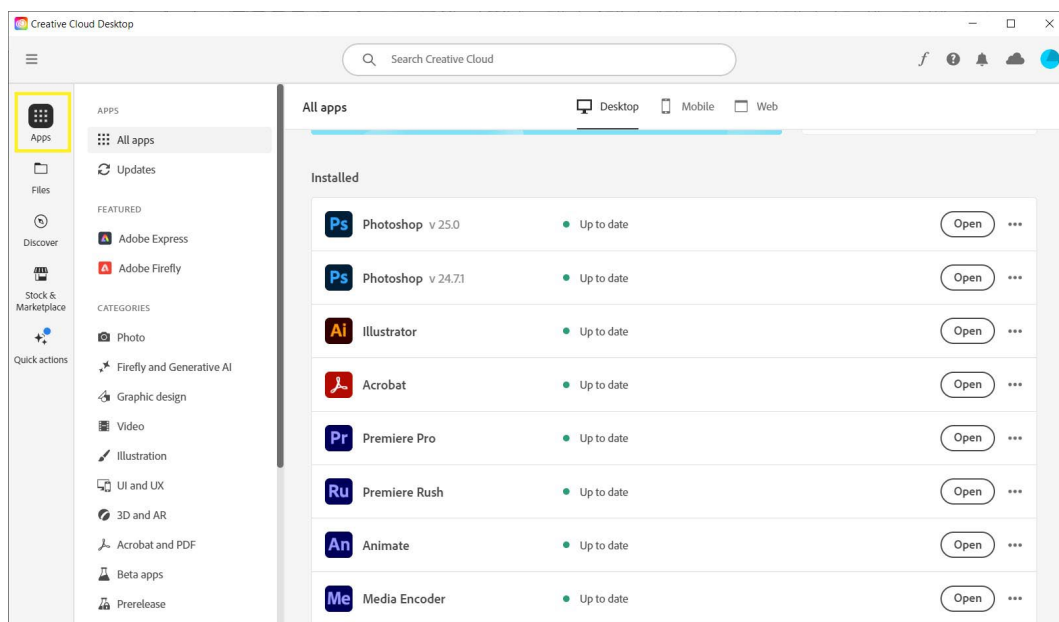 Creative Cloud Desktop
Search Creative Cloud
Apps
Files
Discover
Stock &
Marketplace
Quick actions
APPS
All apps
Updates
FEATURED
Adobe Express
Adobe Firefly
CATEGORIES
Photo
Firefly and Generative AI
Graphic design
Video
Illustration
UI and UX
3D and AR
Acrobat and PDF
Beta apps
Prerelease
All apps
Desktop Mobile Web
Installed
Ps Photoshop v 25.0 Up to date Open
Ps Photoshop v 24.7.1 Up to date Open
Ai Illustrator Up to date Open
Acrobat Up to date Open
Pr Premiere Pro Up to date Open
Ru Premiere Rush Up to date Open
An Animate Up to date Open
Me Media Encoder Up to date Open